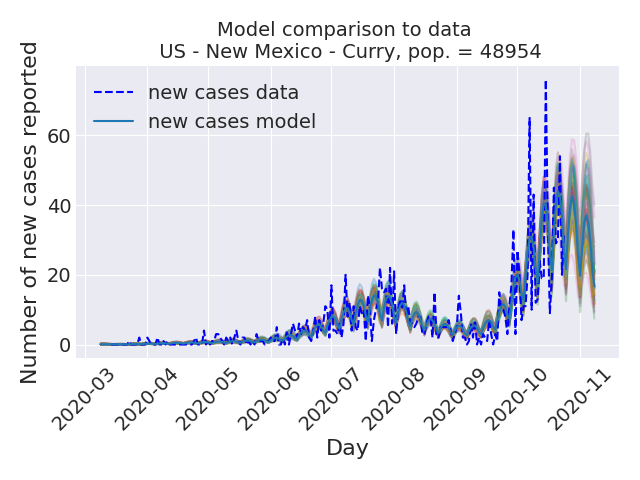 Model comparison to data
US - New Mexico - Curry, pop. = 48954
new cases data
new cases model
Number of new cases reported
60
40
20
0
2020-03
2020-04
2020-05
2020-06
2020-07
2020-08
2020-09
2020-10
2020-11
Day